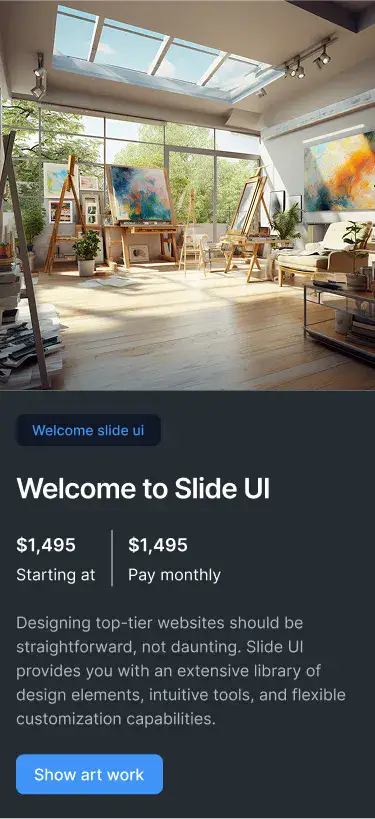 Welcome slide ui
Welcome to Slide UI
$1,495
Starting at
$1,495
Pay monthly
Designing top-tier websites should be
straightforward, not daunting. Slide UI
provides you with an extensive library of
design elements, intuitive tools, and flexible
customization capabilities.
Show art work